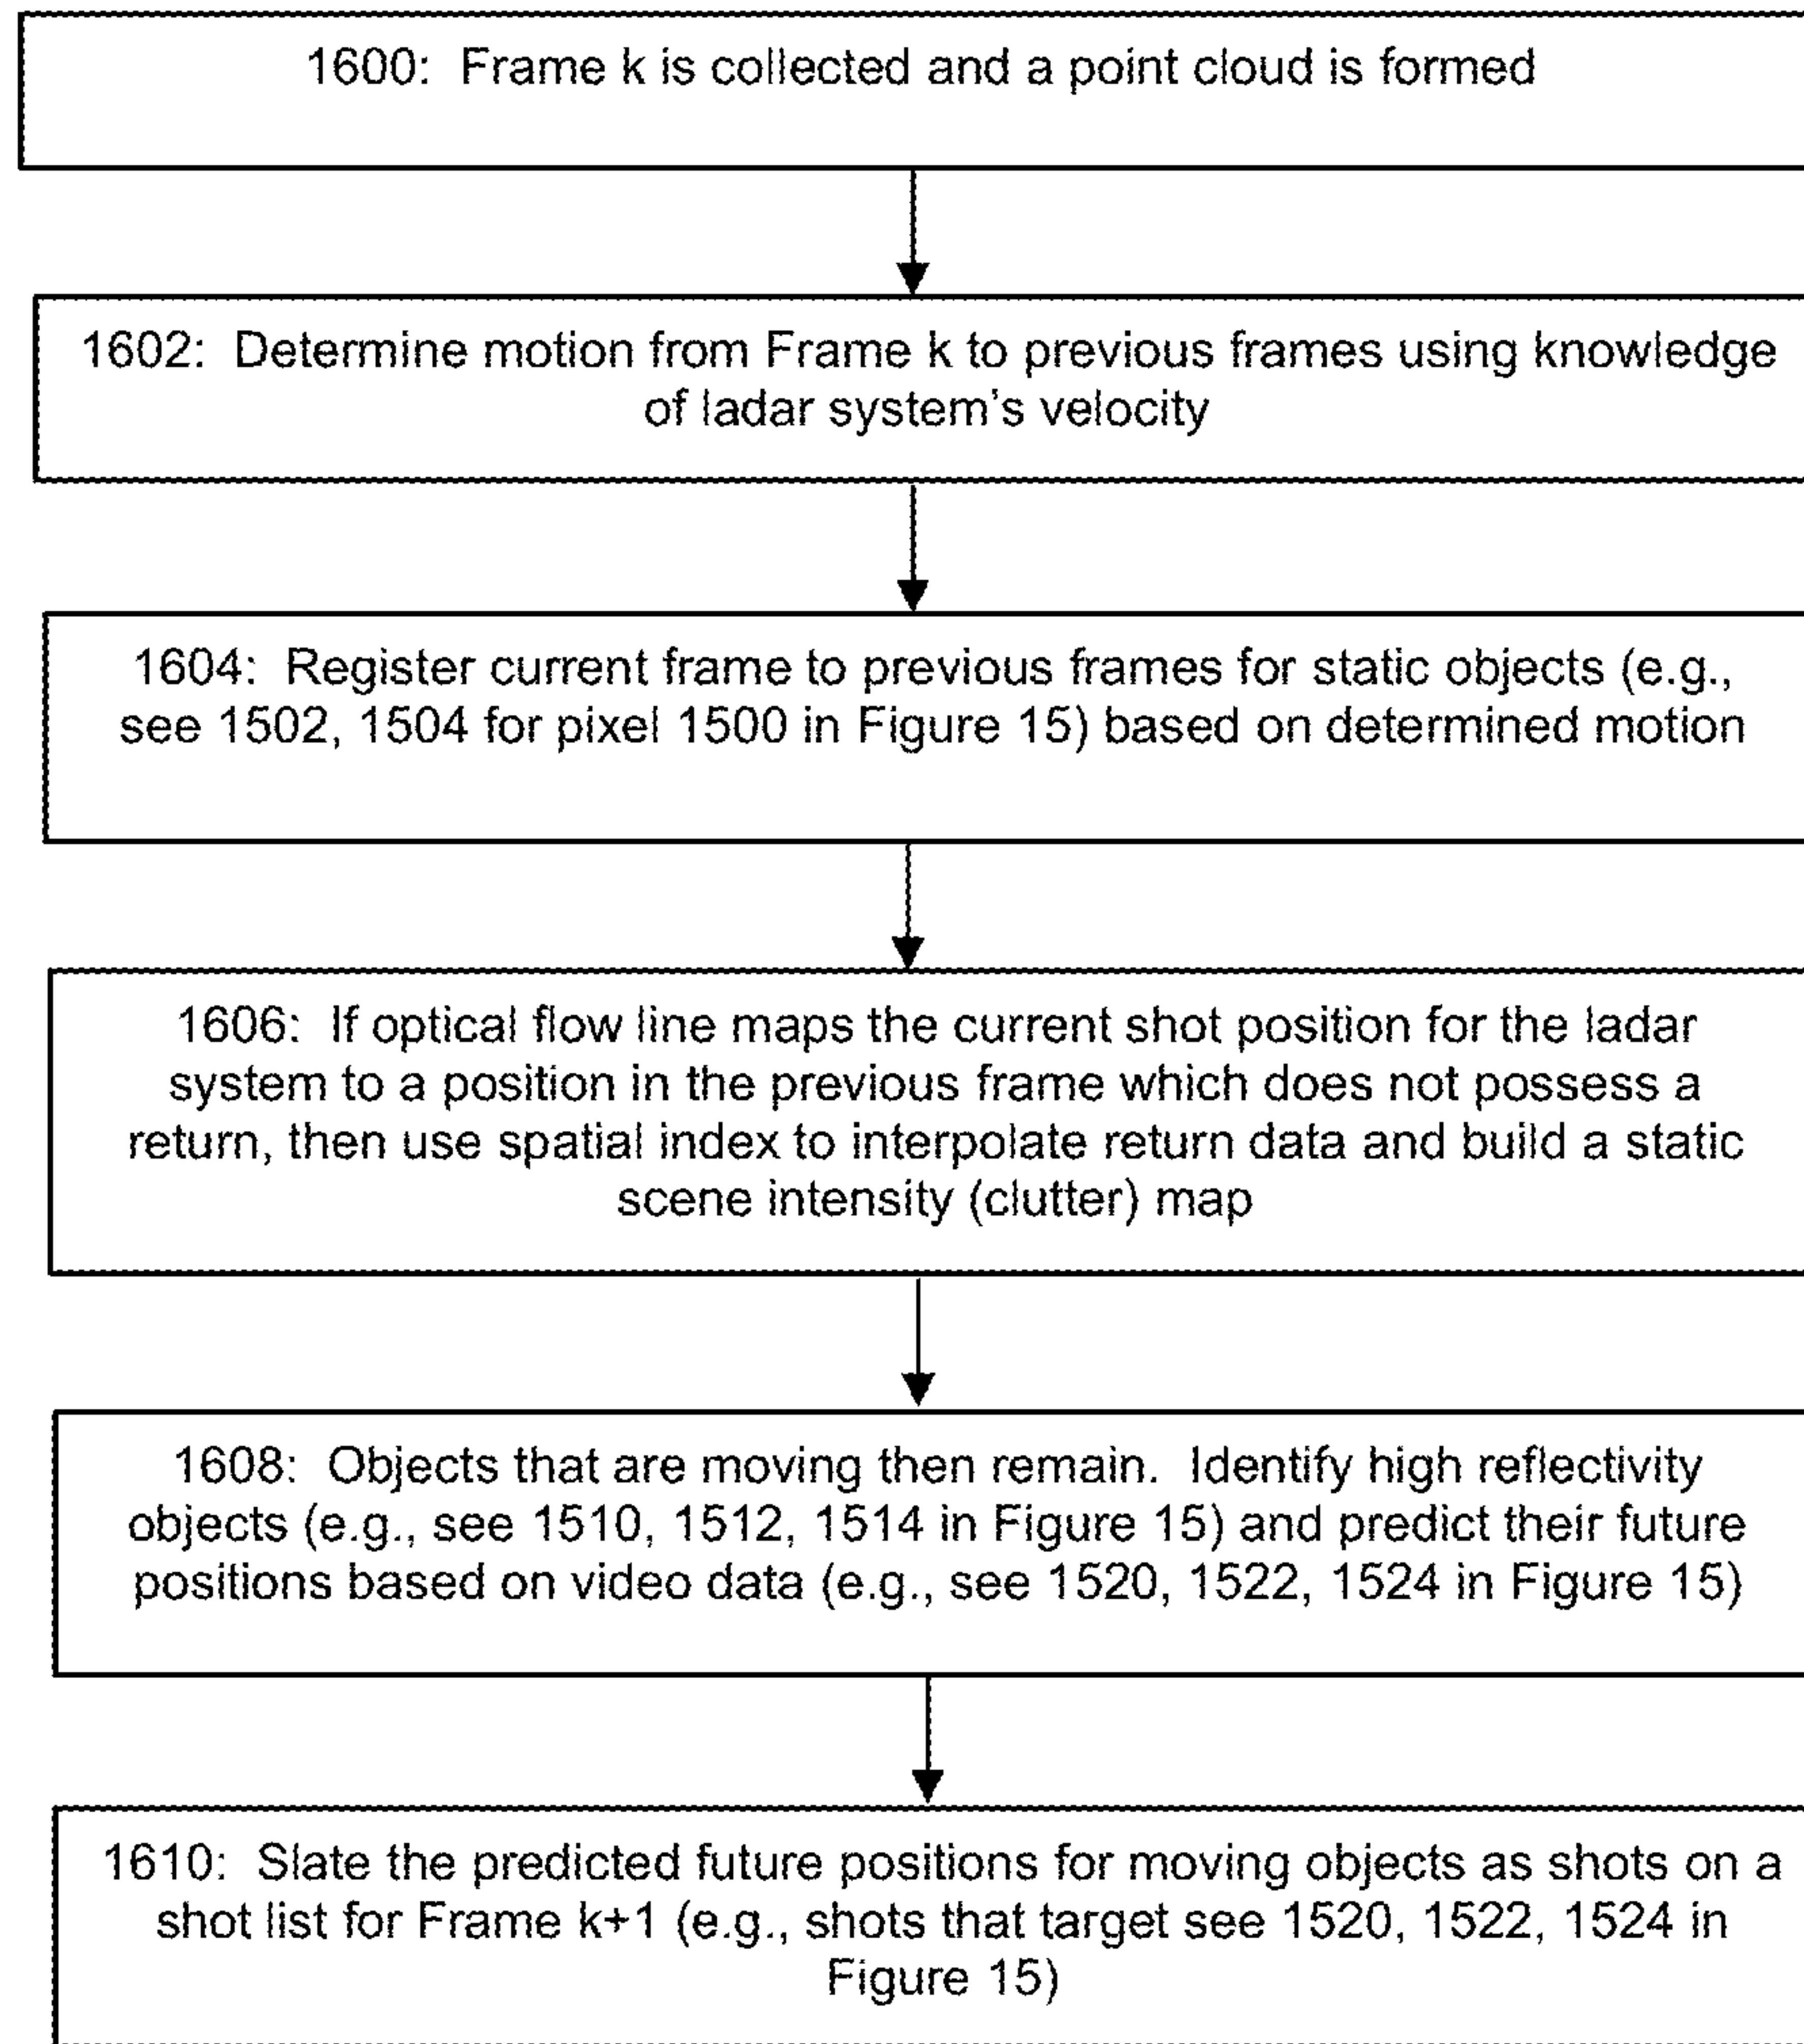 1600: Frame k is collected and a point cloud is formed
1602: Determine motion from Frame k to previous frames using knowledge
of ladar system's velocity
1604: Register current frame to previous frames for static objects (e.g.,
see 1502, 1504 for pixel 1500 in Figure 15) based on determined motion
1606: If optical flow line maps the current shot position for the ladar
system to a position in the previous frame which does not possess a
return, then use spatial index to interpolate return data and build a static
scene intensity (clutter) map
1608: Objects that are moving then remain. Identify high reflectivity
objects (e.g., see 1510, 1512, 1514 in Figure 15) and predict their future
positions based on video data (e.g., see 1520, 1522, 1524 in Figure 15)
1610: Slate the predicted future positions for moving objects as shots on a
shot list for Frame k+1 (e.g., shots that target see 1520, 1522, 1524 in
Figure 15)